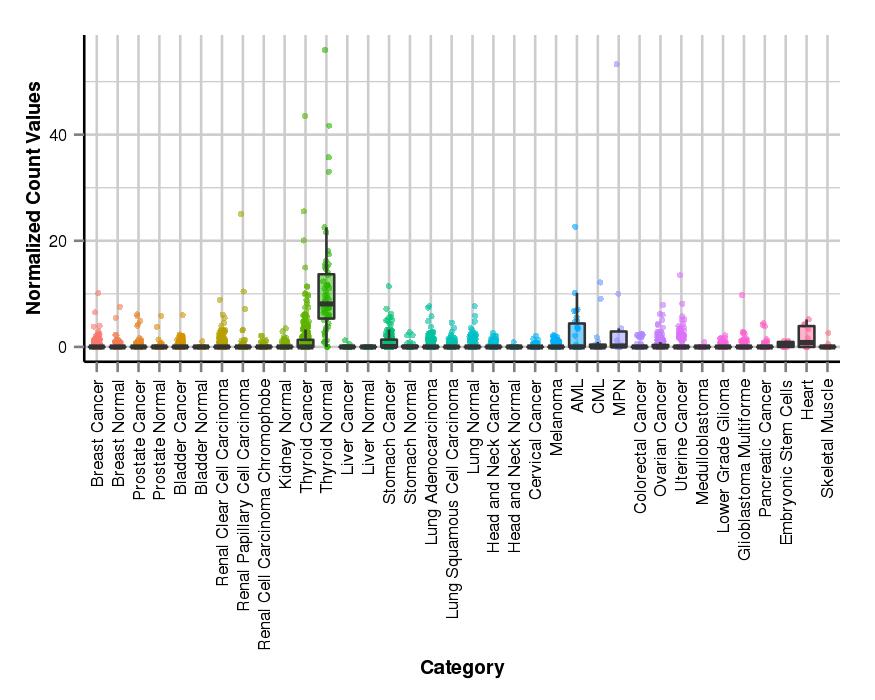 Normalized Count Values
40
20
0
Breast Cancer
Breast Normal
Prostate Cancer
Prostate Normal
Bladder Cancer
Bladder Normal
Renal Clear Cell Carcinoma
Renal Papillary Cell Carcinoma
Renal Cell Carcinoma Chromophobe
Kidney Normal
Thyroid Cancer
Thyroid Normal
Liver Cancer
Liver Normal
Stomach Cancer
Stomach Normal
Lung Adenocarcinoma
Lung Squamous Cell Carcinoma
Lung Normal
Head and Neck Cancer
Head and Neck Normal
Cervical Cancer
Melanoma
AML
CML
MPN
Colorectal Cancer
Ovarian Cancer
Uterine Cancer
Medulloblastoma
Lower Grade Glioma
Glioblastoma Multiforme
Pancreatic Cancer
Embryonic Stem Cells
Heart
Skeletal Muscle
Category